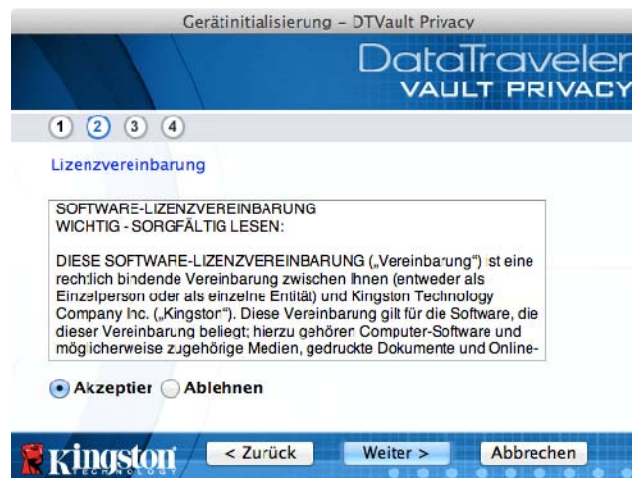 Gerätinitialisierung – DTVault Privacy
DataTraveler
VAULT PRIVACY
1 2 3 4
Lizenzvereinbarung
SOFTWARE-LIZENZVEREINBARUNG
WICHTIG - SORGFÄLTIG LESEN:
DIESE SOFTWARE-LIZENZVEREINBARUNG („Vereinbarung“) ist eine
rechtlich bindende Vereinbarung zwischen Ihnen (entweder als
Einzelperson oder als einzelne Entität) und Kingston Technology
Company Inc. („Kingston“). Diese Vereinbarung gilt für die Software, die
dieser Vereinbarung beliegt; hierzu gehören Computer-Software und
möglicherweise zugehörige Medien, gedruckte Dokumente und Online-
Akzeptier Ablehnen
Kingston
TECHNOLOGY
< Zurück Weiter > Abbrechen